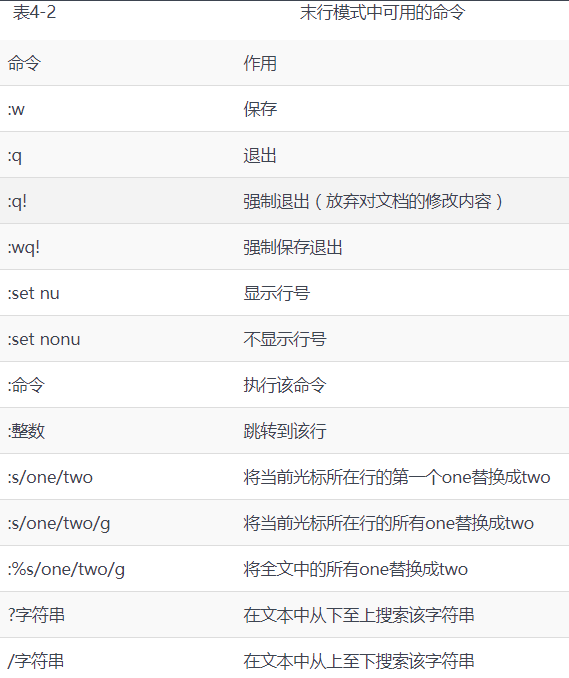 表4-2 末行模式中可用的命令
命令 作用
:w 保存
:q 退出
:q! 强制退出（放弃对文档的修改内容）
:wq! 强制保存退出
:set nu 显示行号
:set nonu 不显示行号
:命令 执行该命令
:整数 跳转到该行
:s/one/two 将当前光标所在行的第一个one替换成two
:s/one/two/g 将当前光标所在行的所有one替换成two
:%s/one/two/g 将全文中的所有one替换成two
?字符串 在文本中从下至上搜索该字符串
/字符串 在文本中从上至下搜索该字符串